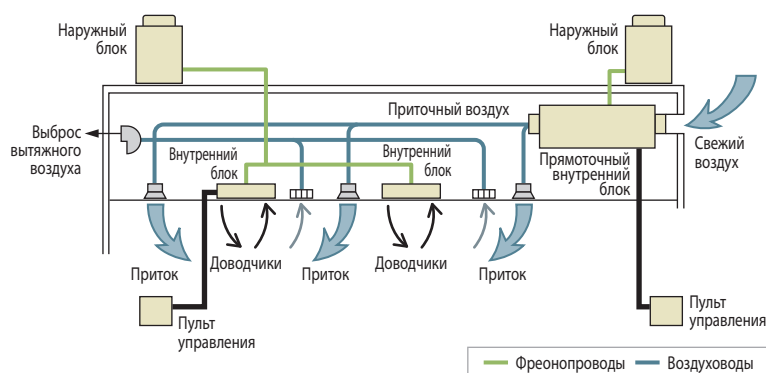 Наружный
блок
Наружный
блок
Приточный воздух
Выброс
вытяжного
воздуха
Внутренний
блок
Внутренний
блок
Прямоточный
внутренний
блок
Свежий
воздух
Приток
Доводчики
Приток
Доводчики
Приток
Пульт
управления
Пульт
управления
Фреонопроводы
Воздуховоды